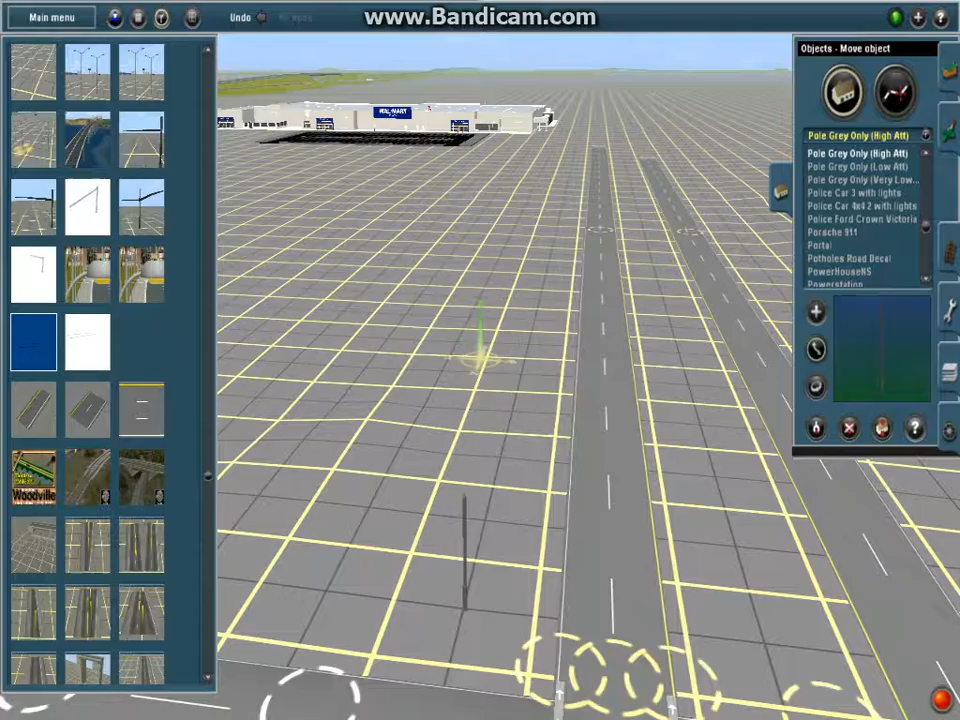 Main menu
Undo
www.Bandicam.com
?
Objects - Move object
Pole Grey Only (High Att)
Pole Grey Only (High Att)
Pole Grey Only (Low Att)
Pole Grey Only (Very Low...
Police Car 3 with lights
Police Car 4x4 2 with lights
Police Ford Crown Victoria
Porsche 911
Portal
Potholes Road Decal
PowerHouseNS
Powerstation
?
WAL*MART
Woodville